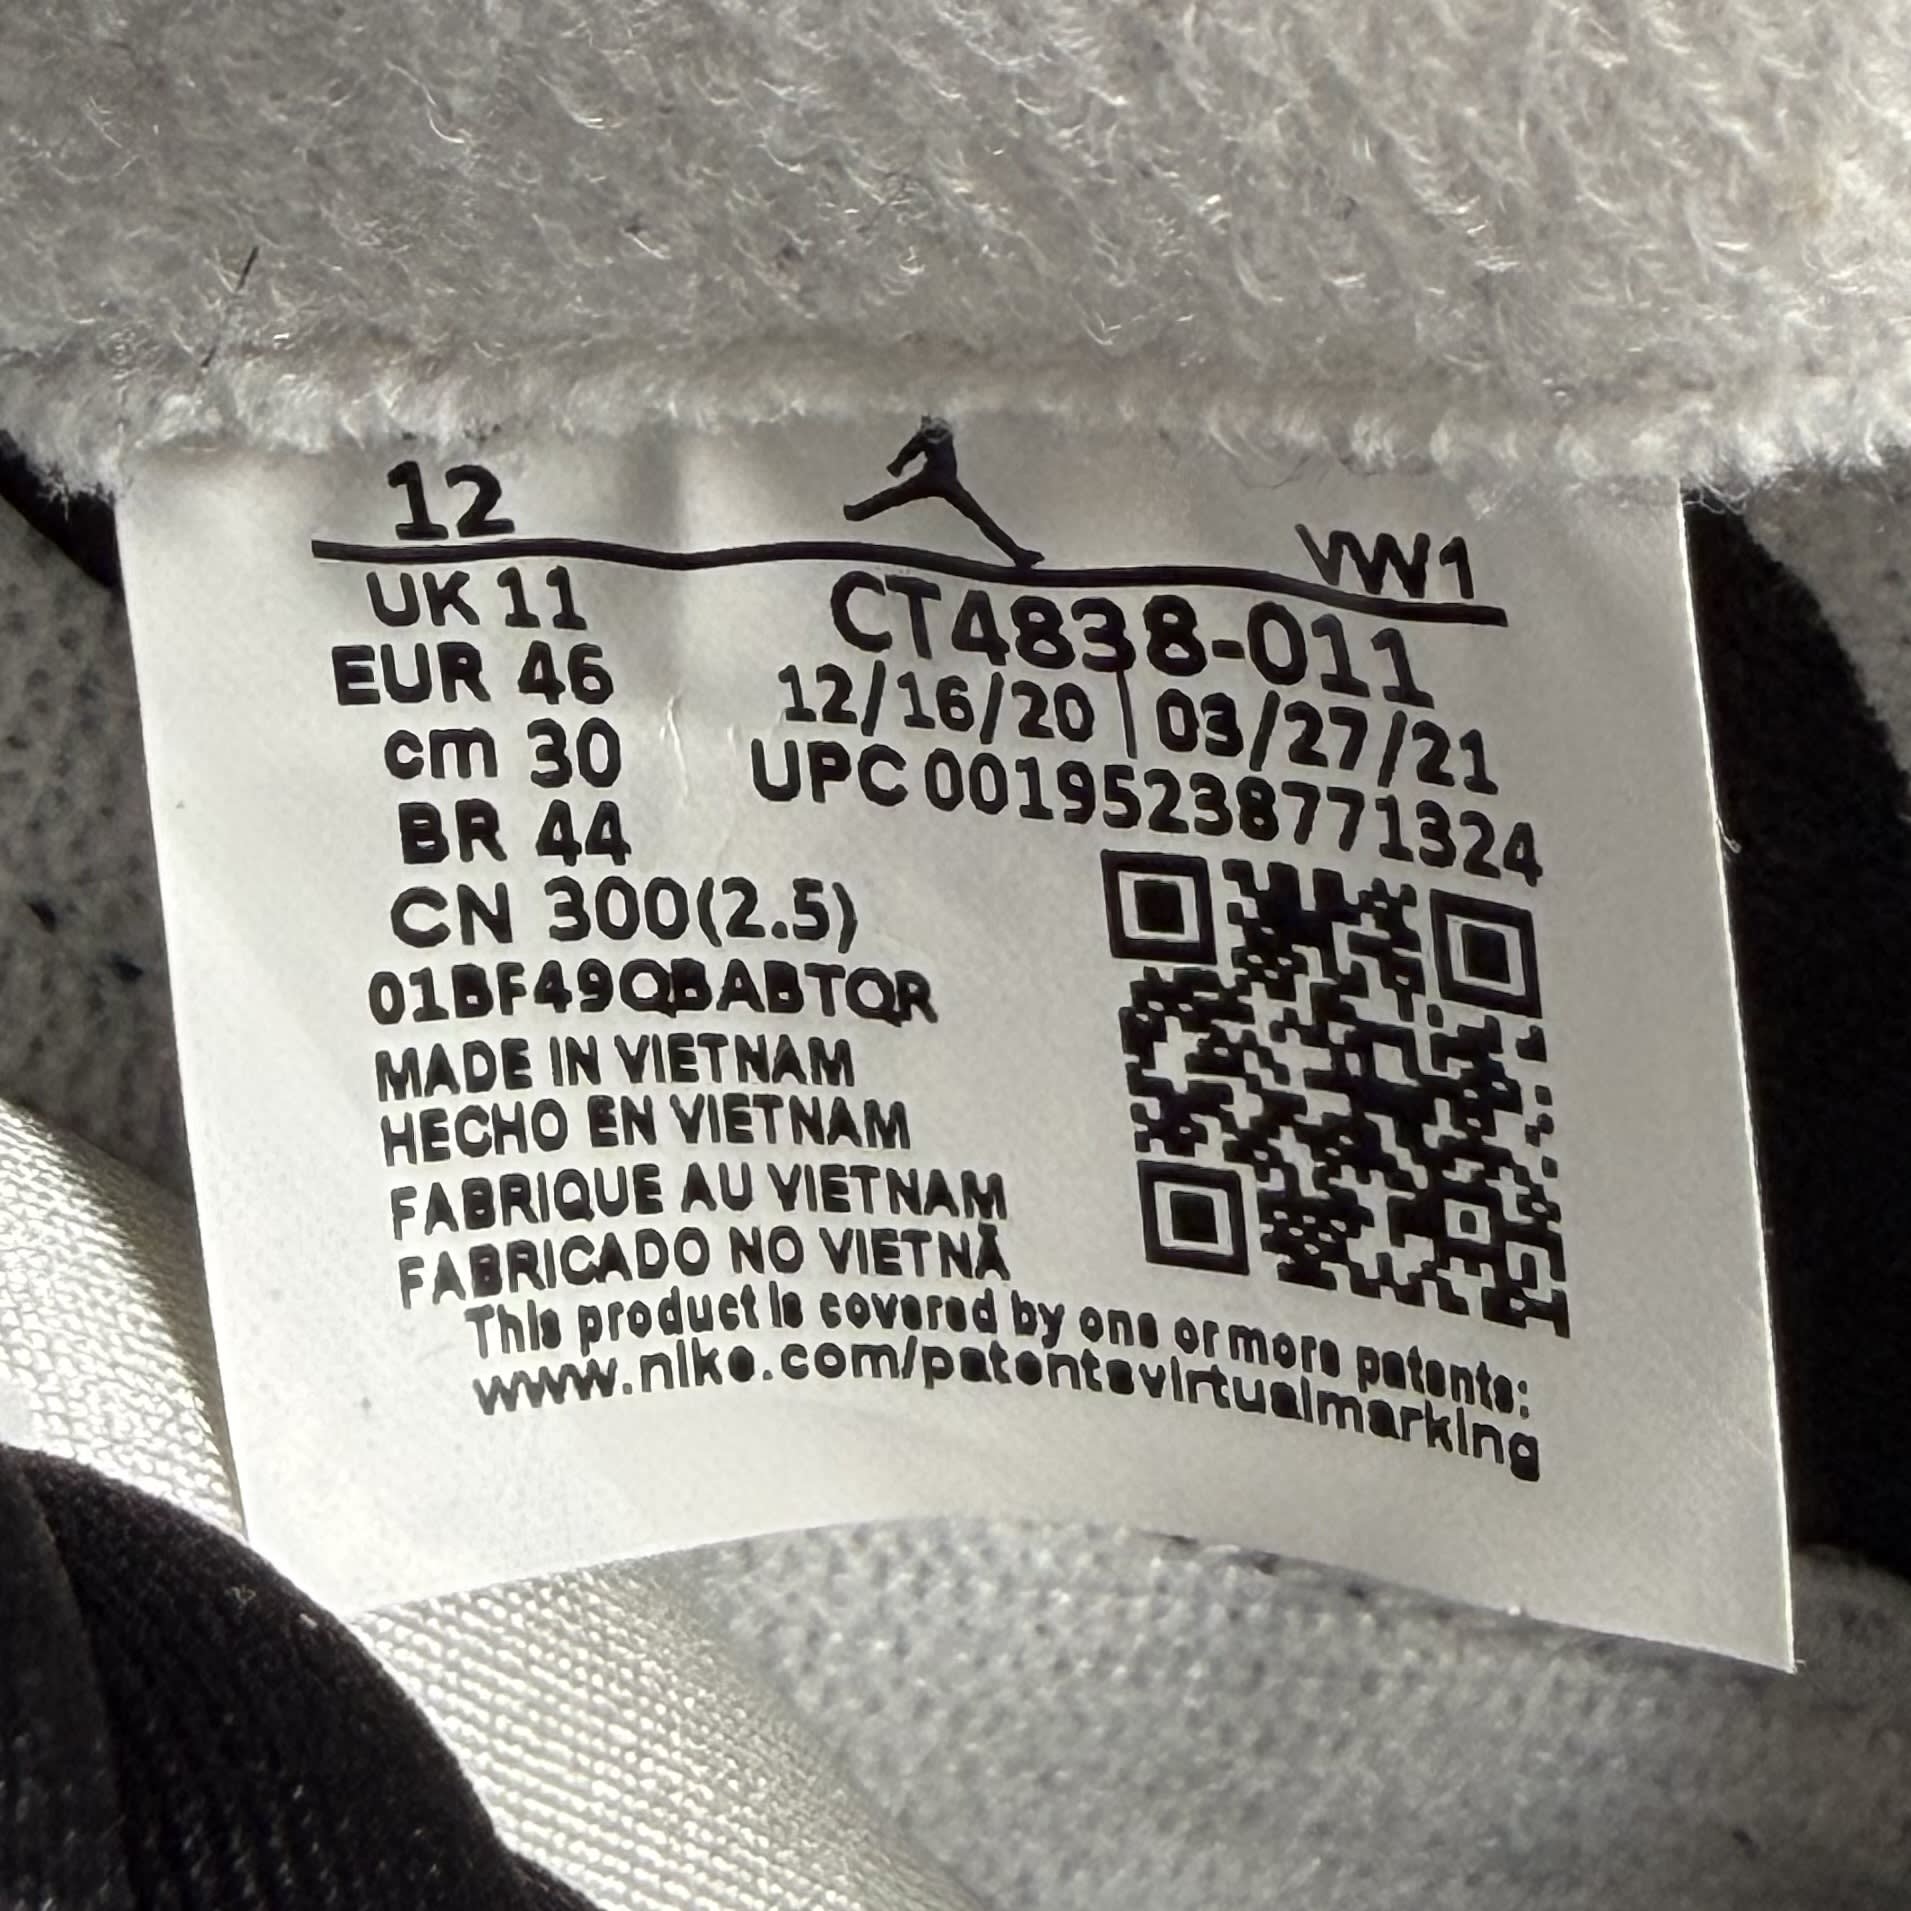 12
VW1
UK 11
EUR 46
cm 30
BR 44
CN 300(2.5)
01BF49QBABTQR
MADE IN VIETNAM
HECHO EN VIETNAM
FABRIQUE AU VIETNAM
FABRICADO NO VIETNÃ
CT4838-011
12/16/20 | 03/27/21
UPC 00195238771324
This product is covered by one or more patents:
www.nike.com/patentsvirtualmarking